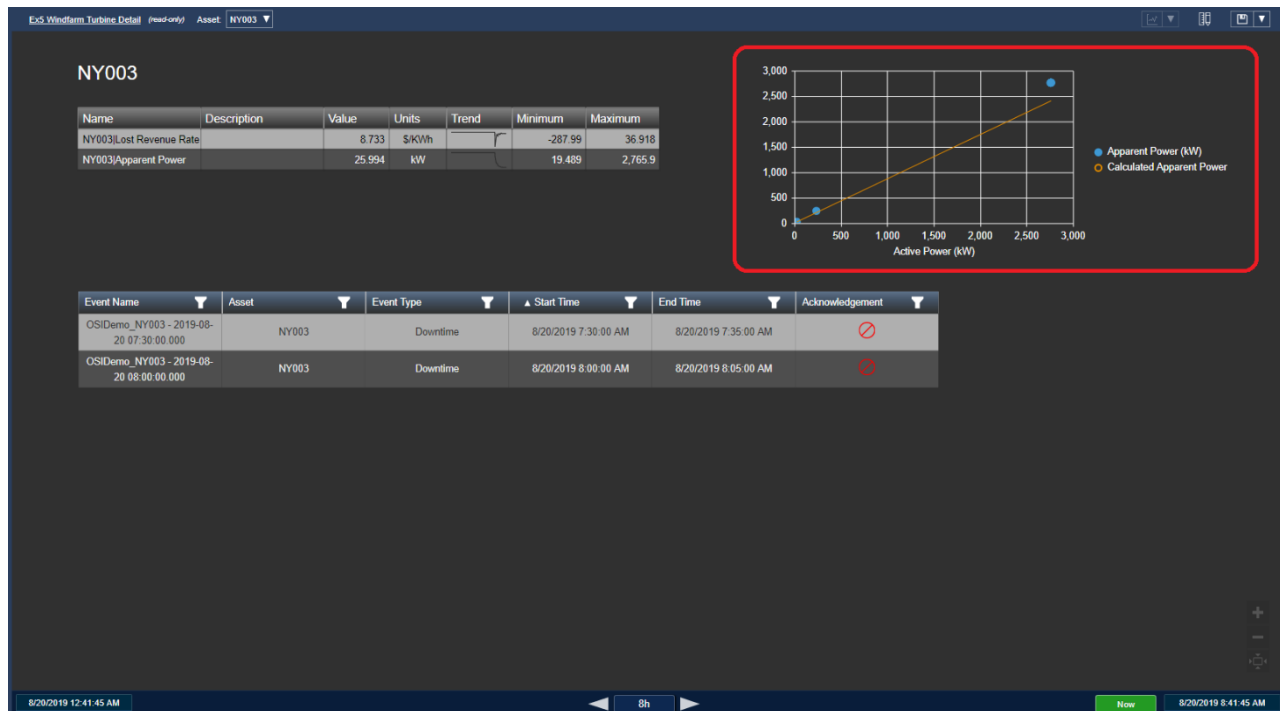 Ex5 Windfarm Turbine Detail (read-only) Asset: NY003
NY003
Name Description Value Units Trend Minimum Maximum
NY003|Lost Revenue Rate 8.733 $/KWh -287.99 36.918
NY003|Apparent Power 25.994 kW 19.489 2,765.9
3,000
2,500
2,000
1,500
1,000
500
0
0 500 1,000 1,500 2,000 2,500 3,000
Active Power (kW)
Apparent Power (kW)
Calculated Apparent Power
Event Name Asset Event Type Start Time End Time Acknowledgement
OSIDemo_NY003 - 2019-08-
20 07:30:00.000 NY003 Downtime 8/20/2019 7:30:00 AM 8/20/2019 7:35:00 AM
OSIDemo_NY003 - 2019-08-
20 08:00:00.000 NY003 Downtime 8/20/2019 8:00:00 AM 8/20/2019 8:05:00 AM
8/20/2019 12:41:45 AM 8h Now 8/20/2019 8:41:45 AM